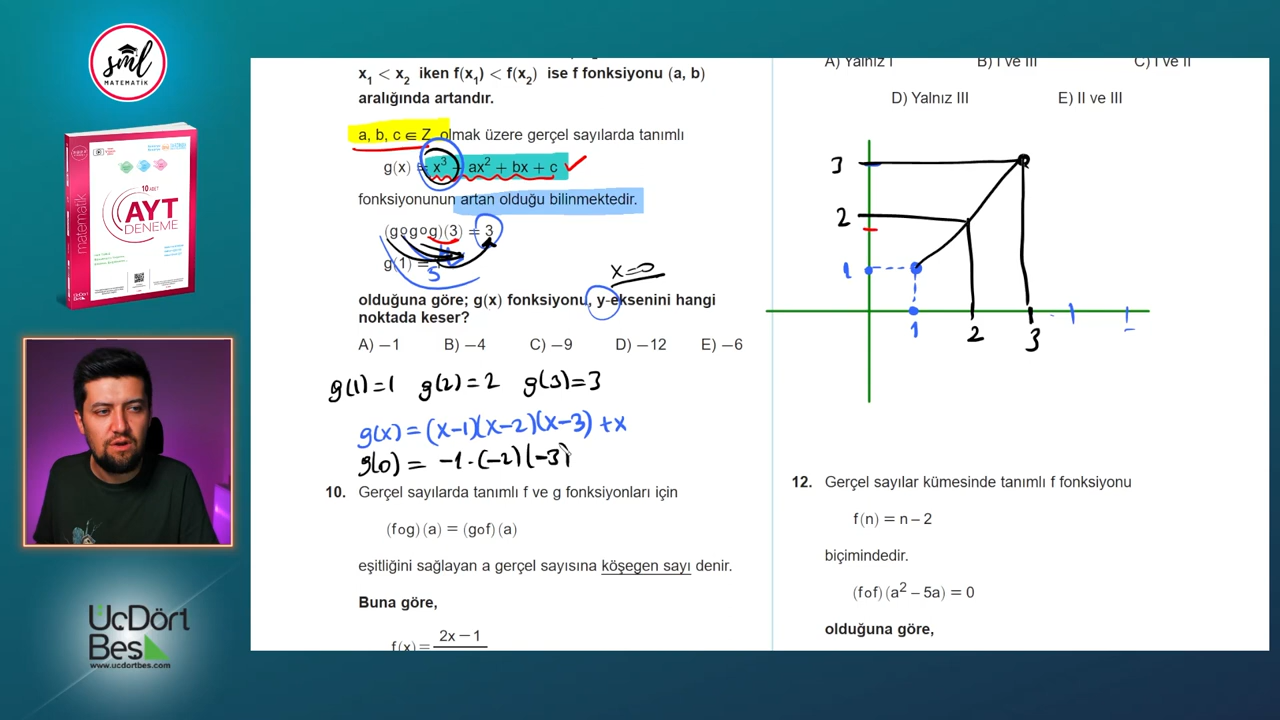 sml
MATEMATİK
matematik
10 ADET
AYT
DENEME
ÜcDört
Beş
www.ucdortbes.com
x₁ < x₂ iken f(x₁) < f(x₂) ise f fonksiyonu (a, b)
aralığında artandır.
a, b, c ∈ Z olmak üzere gerçel sayılarda tanımlı
g(x) = x³ + ax² + bx + c
fonksiyonunun artan olduğu bilinmektedir.
(gogog)(3) = 3
g(1) =
x=0
olduğuna göre; g(x) fonksiyonu, y-eksenini hangi
noktada keser?
A) −1 B) −4 C) −9 D) −12 E) −6
g(1)=1 g(2)=2 g(3)=3
g(x) = (x-1)(x-2)(x-3) +x
g(0) = -1·(-2)(-3)
10. Gerçel sayılarda tanımlı f ve g fonksiyonları için
(fog)(a) = (gof)(a)
eşitliğini sağlayan a gerçel sayısına köşegen sayı denir.
Buna göre,
f(x) = 2x − 1
A) Yalnız I B) I ve III C) I ve II
D) Yalnız III E) II ve III
3
2
1
1 2 3
12. Gerçel sayılar kümesinde tanımlı f fonksiyonu
f(n) = n − 2
biçimindedir.
(fof)(a² − 5a) = 0
olduğuna göre,